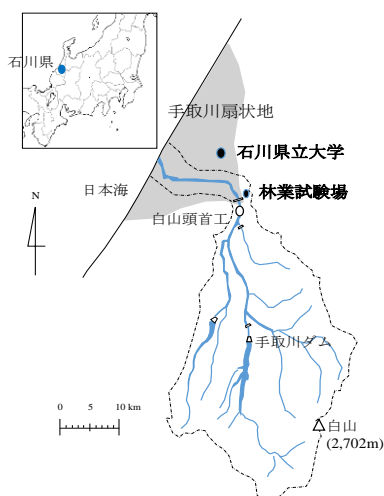 石川県
手取川扇状地
石川県立大学
林業試験場
日本海
白山頭首工
N
手取川ダム
0 5 10 km
白山
(2,702m)